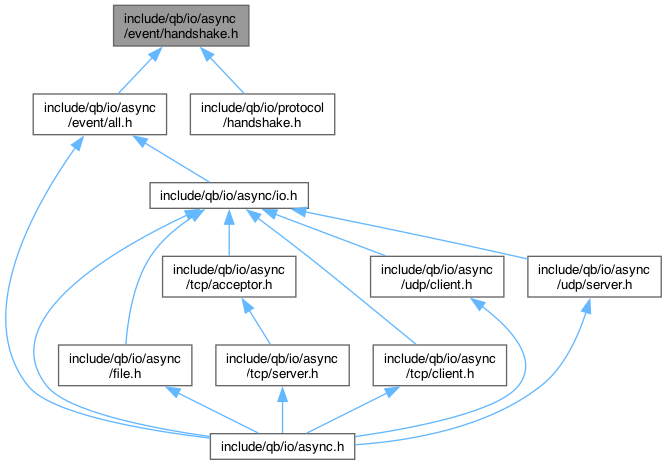 include/qb/io/async
/event/handshake.h
include/qb/io/async
/event/all.h
include/qb/io/protocol
/handshake.h
include/qb/io/async/io.h
include/qb/io/async
/tcp/acceptor.h
include/qb/io/async
/udp/client.h
include/qb/io/async
/udp/server.h
include/qb/io/async
/file.h
include/qb/io/async
/tcp/server.h
include/qb/io/async
/tcp/client.h
include/qb/io/async.h